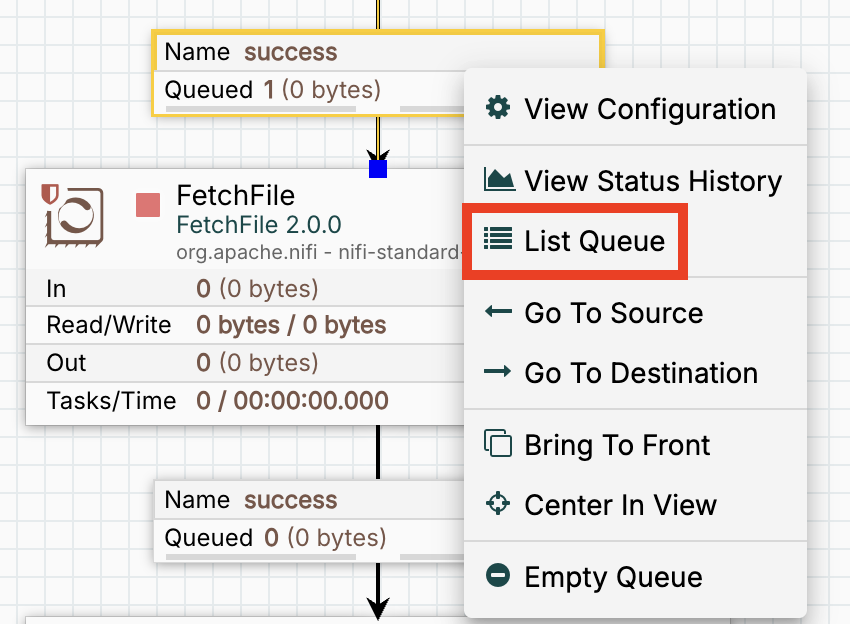 Name success
Queued 1 (0 bytes)
FetchFile
FetchFile 2.0.0
org.apache.nifi - nifi-standard-
In 0 (0 bytes)
Read/Write 0 bytes / 0 bytes
Out 0 (0 bytes)
Tasks/Time 0 / 00:00:00.000
Name success
Queued 0 (0 bytes)
View Configuration
View Status History
List Queue
Go To Source
Go To Destination
Bring To Front
Center In View
Empty Queue